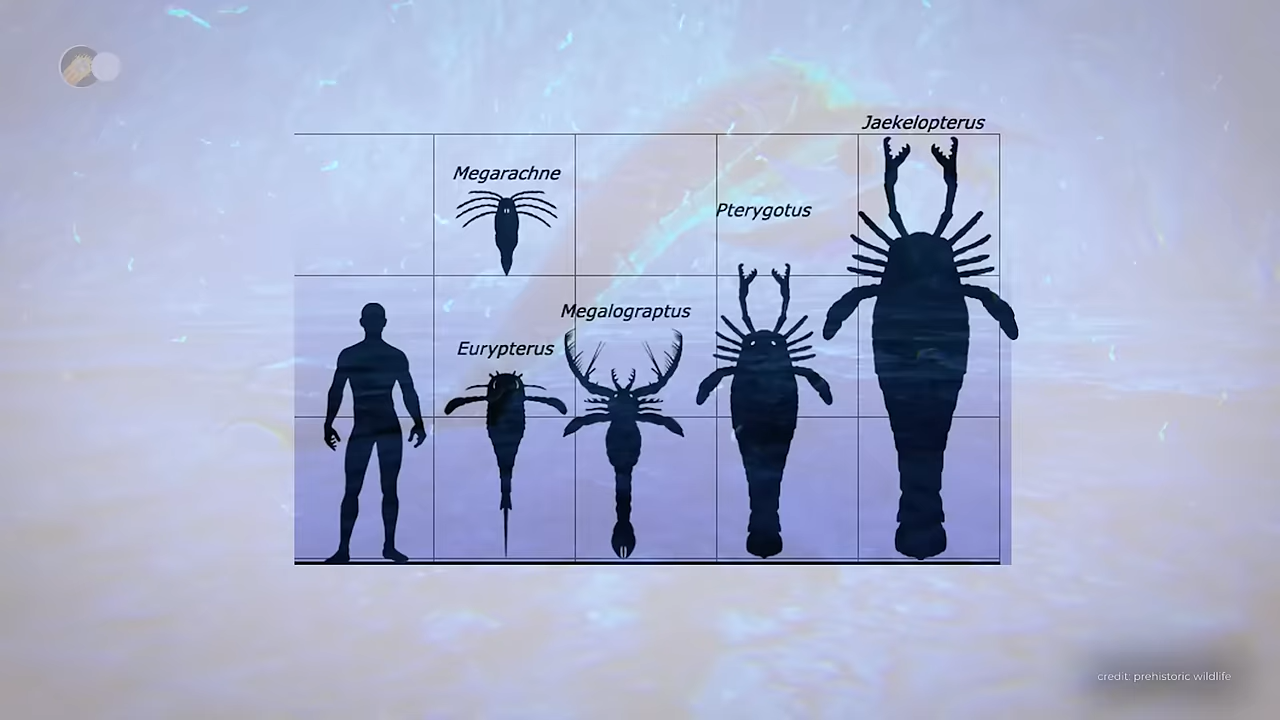 Jaekelopterus
Megarachne
Pterygotus
Megalograptus
Eurypterus
credit: prehistoric wildlife